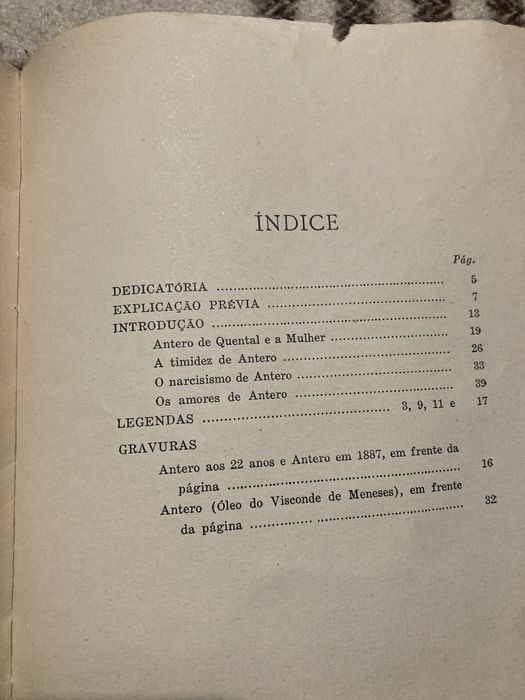 ÍNDICE
Pág.
DEDICATÓRIA ........................................ 5
EXPLICAÇÃO PRÉVIA ........................................ 7
INTRODUÇÃO ........................................ 13
Antero de Quental e a Mulher ........................................ 19
A timidez de Antero ........................................ 26
O narcisismo de Antero ........................................ 33
Os amores de Antero ........................................ 39
LEGENDAS ........................................ 3, 9, 11 e 17
GRAVURAS
Antero aos 22 anos e Antero em 1887, em frente da
página ........................................ 16
Antero (Óleo do Visconde de Meneses), em frente
da página ........................................ 32